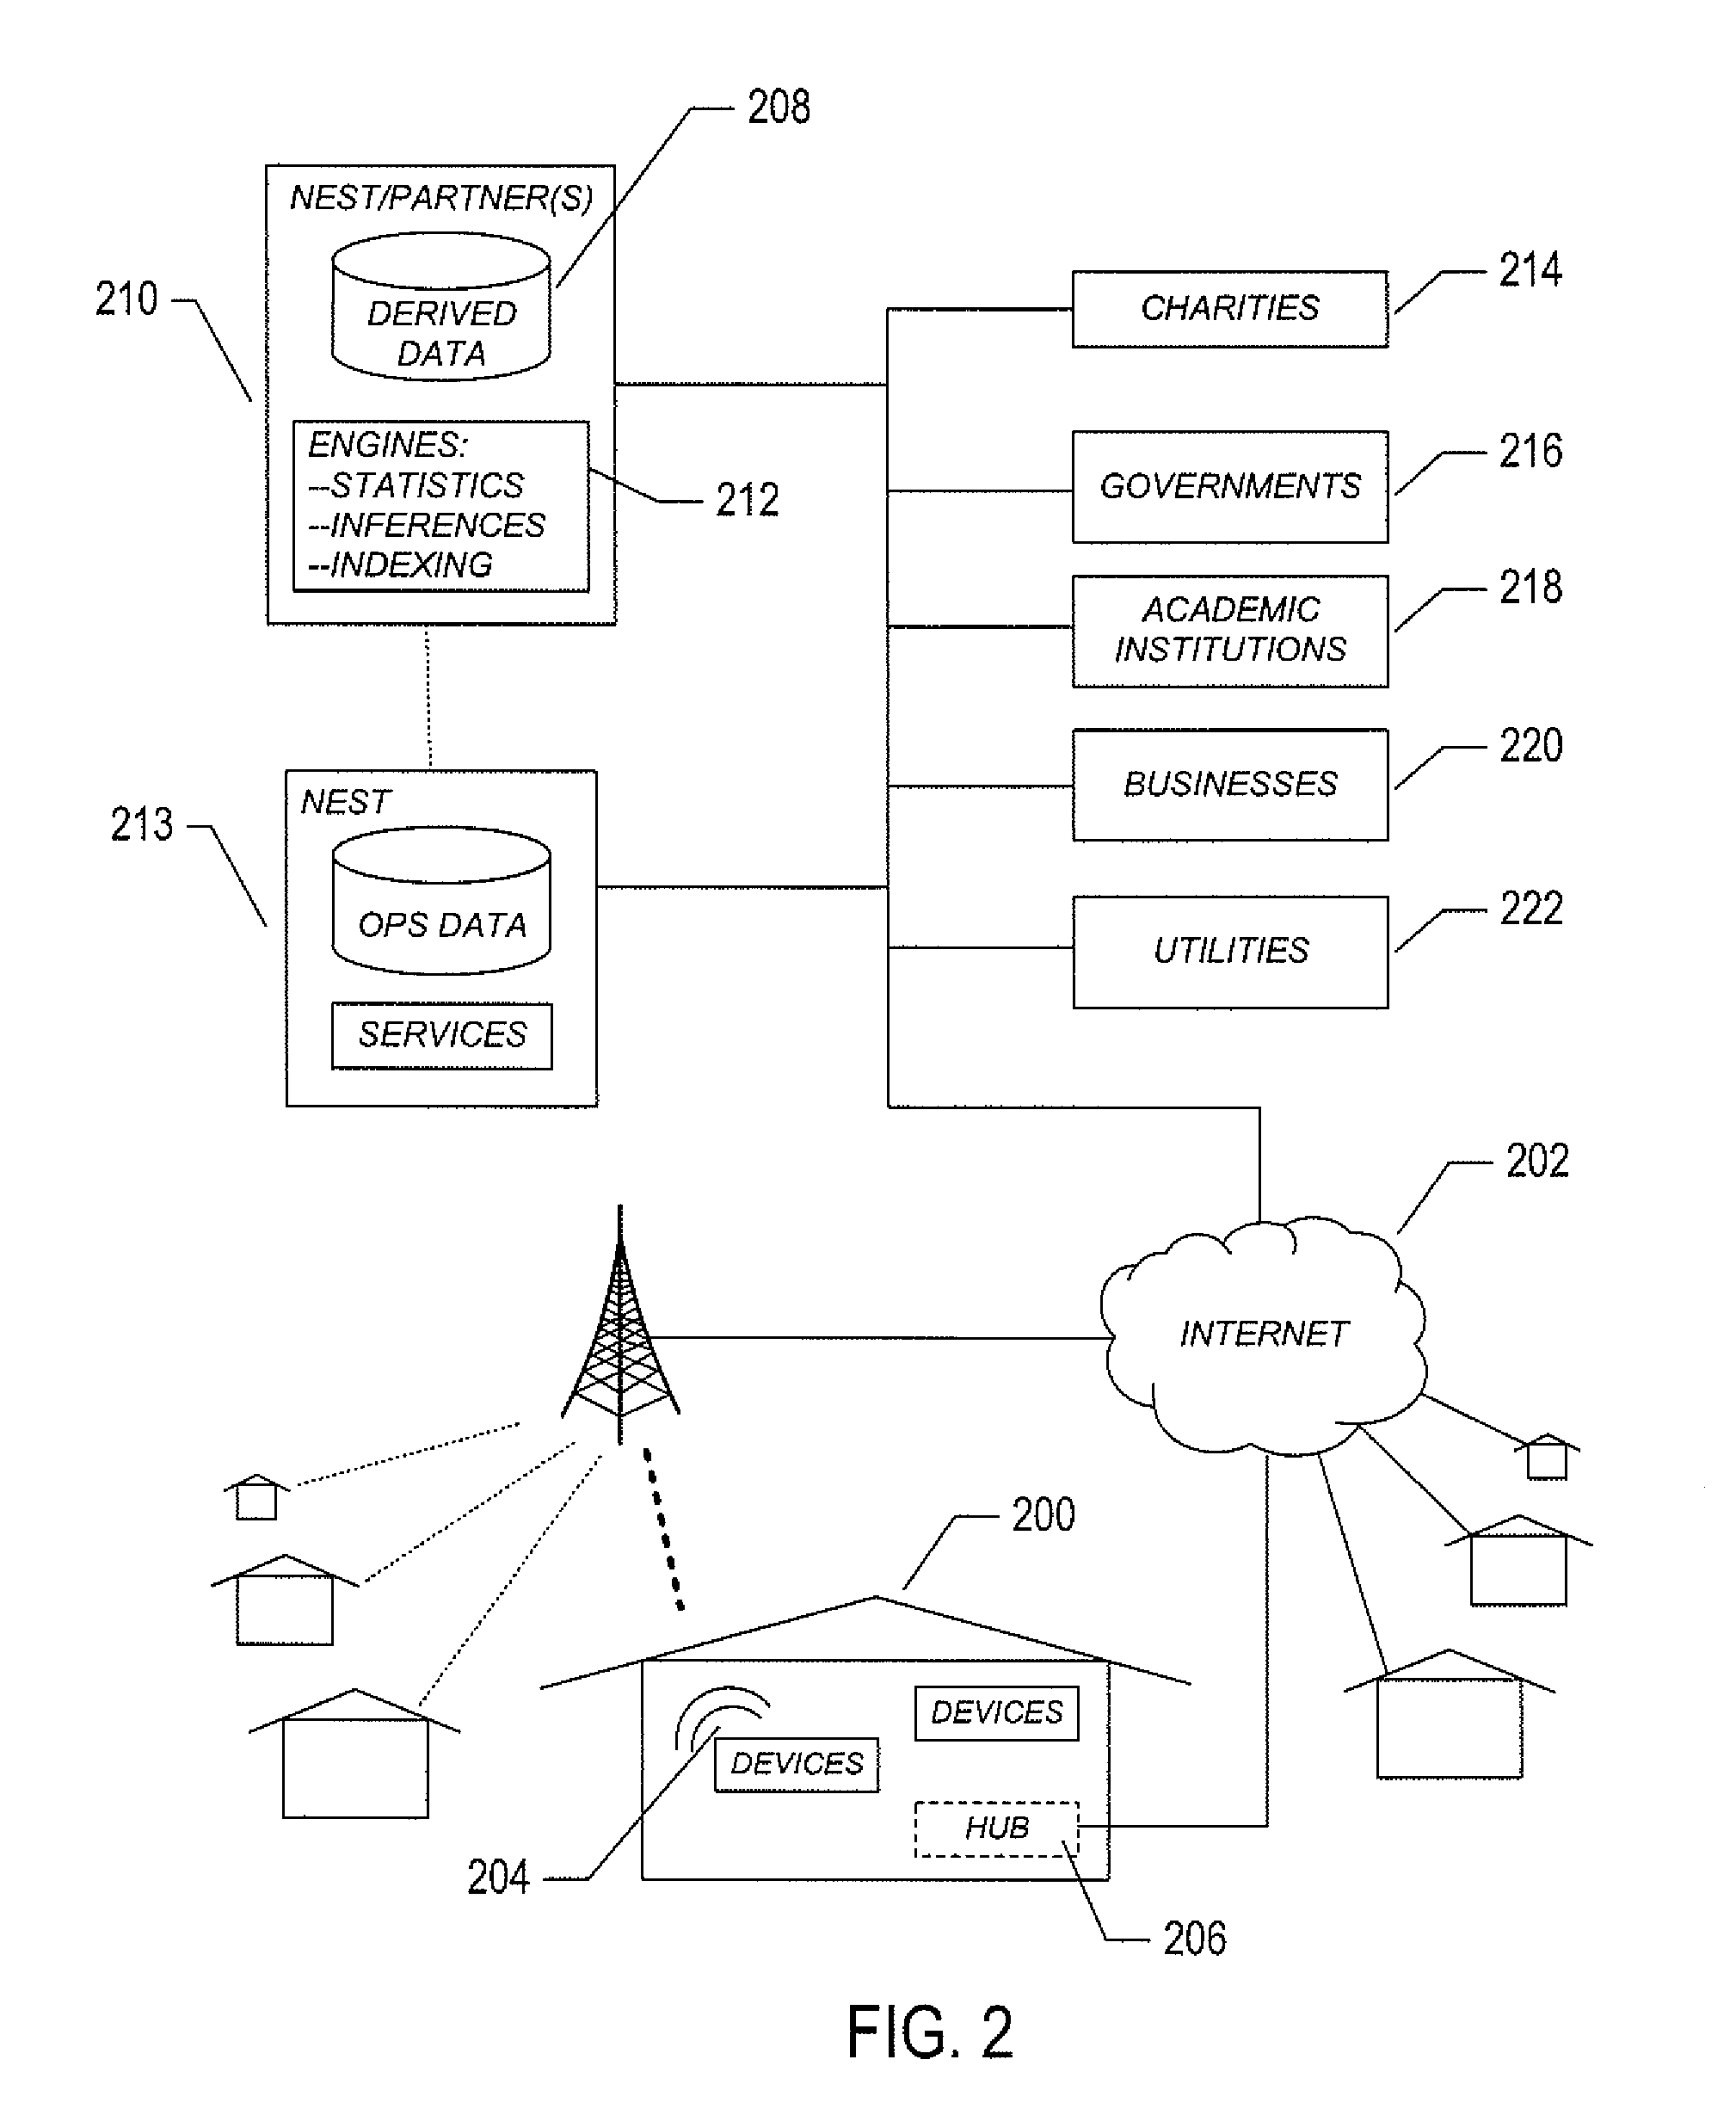 208
NEST/PARTNER(S)
DERIVED
DATA
210
ENGINES:
--STATISTICS
--INFERENCES
--INDEXING
212
CHARITIES
214
GOVERNMENTS
216
ACADEMIC
INSTITUTIONS
218
BUSINESSES
220
UTILITIES
222
NEST
213
OPS DATA
SERVICES
202
INTERNET
200
DEVICES
DEVICES
HUB
204
206
FIG. 2